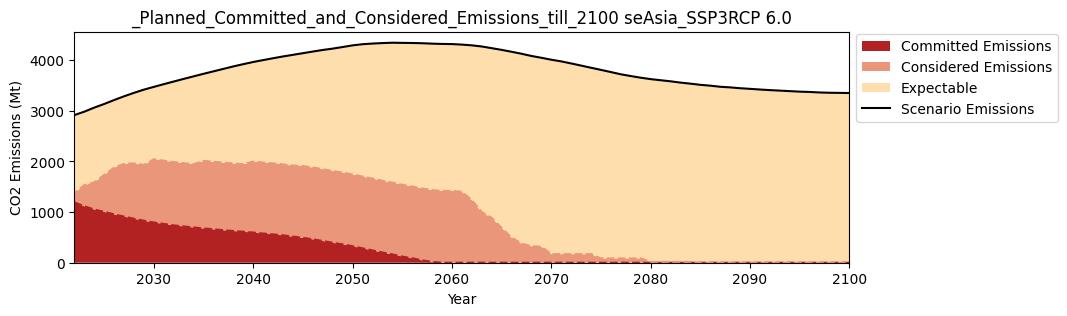 _Planned_Committed_and_Considered_Emissions_till_2100 seAsia_SSP3RCP 6.0
CO2 Emissions (Mt)
4000
3000
2000
1000
0
2030
2040
2050
2060
2070
2080
2090
2100
Year
Committed Emissions
Considered Emissions
Expectable
Scenario Emissions